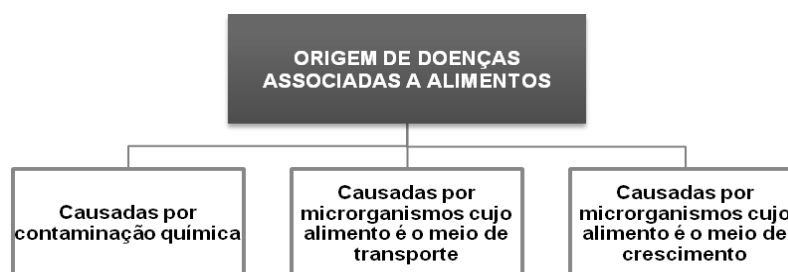 ORIGEM DE DOENÇAS
ASSOCIADAS A ALIMENTOS
Causadas por
contaminação química
Causadas por
microrganismos cujo
alimento é o meio de
transporte
Causadas por
microrganismos cujo
alimento é o meio de
crescimento